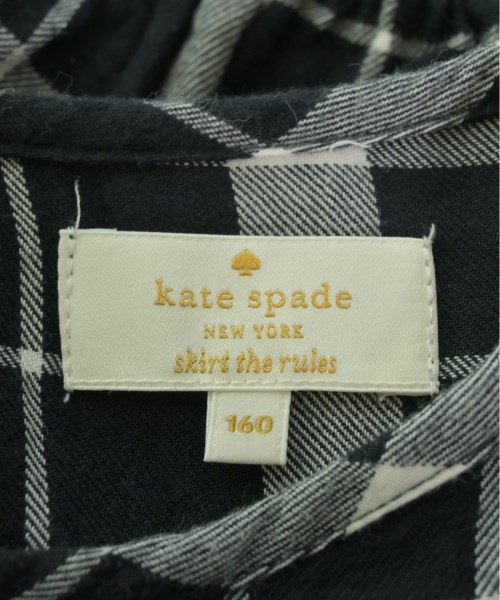 kate spade
NEW YORK
skirt the rules
160